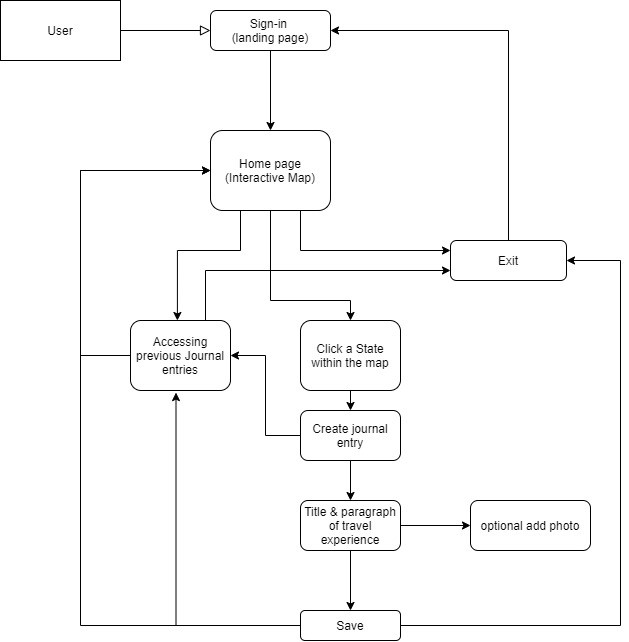 User
Sign-in
(landing page)
Home page
(Interactive Map)
Exit
Accessing
previous Journal
entries
Click a State
within the map
Create journal
entry
Title & paragraph
of travel
experience
optional add photo
Save